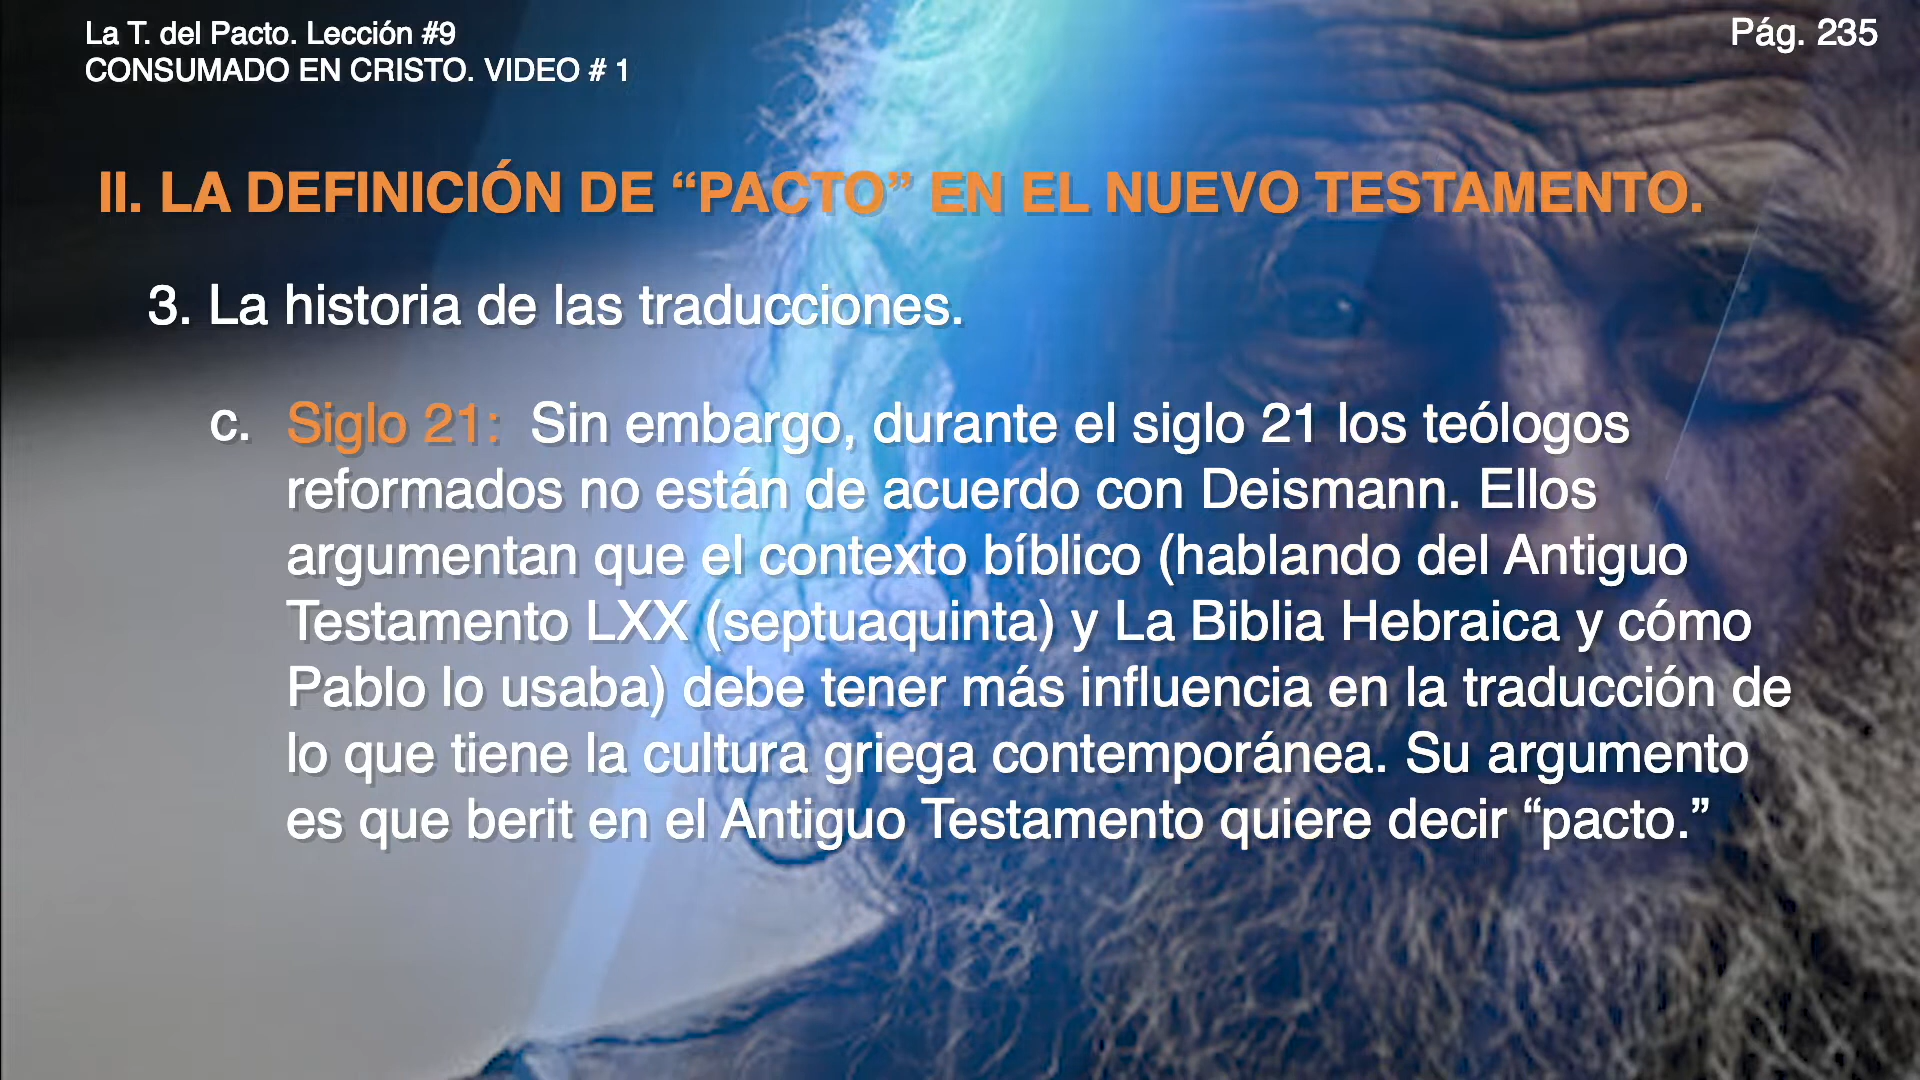 La T. del Pacto. Lección #9
CONSUMADO EN CRISTO. VIDEO # 1
Pág. 235
II. LA DEFINICIÓN DE “PACTO” EN EL NUEVO TESTAMENTO.
3. La historia de las traducciones.
c. Siglo 21: Sin embargo, durante el siglo 21 los teólogos
reformados no están de acuerdo con Deismann. Ellos
argumentan que el contexto bíblico (hablando del Antiguo
Testamento LXX (septuaquinta) y La Biblia Hebraica y cómo
Pablo lo usaba) debe tener más influencia en la traducción de
lo que tiene la cultura griega contemporánea. Su argumento
es que berit en el Antiguo Testamento quiere decir “pacto.”